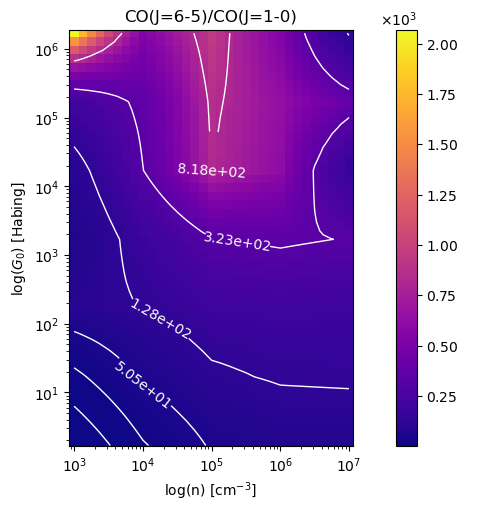 CO(J=6-5)/CO(J=1-0)
×10³
10⁶
10⁵
10⁴
10³
10²
10¹
log(G₀) [Habing]
8.18e+02
3.23e+02
1.28e+02
5.05e+01
10³ 10⁴ 10⁵ 10⁶ 10⁷
log(n) [cm⁻³]
2.00
1.75
1.50
1.25
1.00
0.75
0.50
0.25